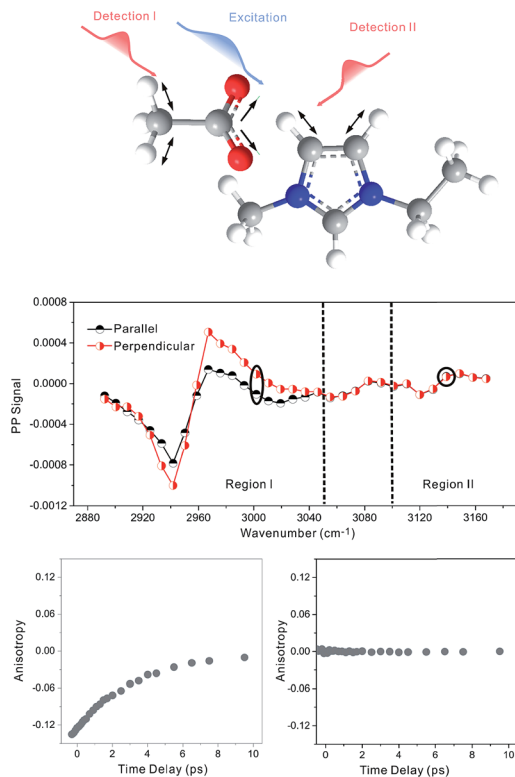 Detection I
Excitation
Detection II
0.0008
0.0004
0.0000
-0.0004
-0.0008
-0.0012
PP Signal
Parallel
Perpendicular
Region I
Region II
2880 2920 2960 3000 3040 3080 3120 3160
Wavenumber (cm-1)
0.12
0.06
0.00
-0.06
-0.12
Anisotropy
0 2 4 6 8 10
Time Delay (ps)
0.12
0.06
0.00
-0.06
-0.12
Anisotropy
0 2 4 6 8 10
Time Delay (ps)